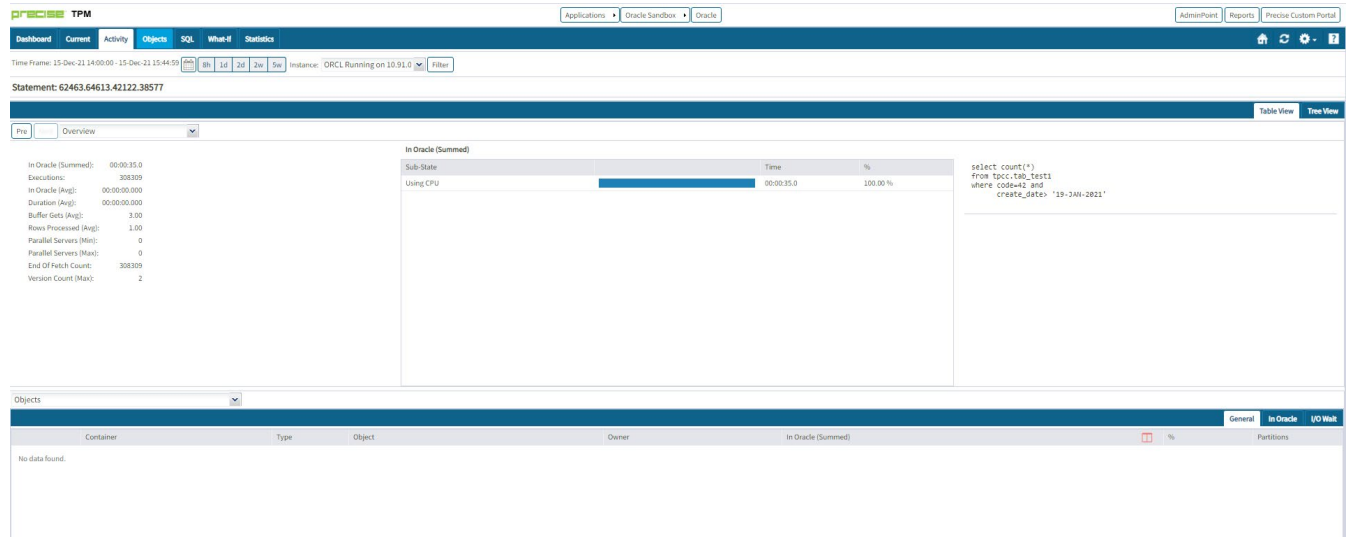 precise TPM
Applications ▸ Oracle Sandbox ▸ Oracle
AdminPoint Reports Precise Custom Portal
Dashboard Current Activity Objects SQL What-If Statistics
Time Frame: 15-Dec-21 14:00:00 - 15-Dec-21 15:44:59 8h 1d 2d 2w 5w Instance: ORCL Running on 10.91.0 Filter
Statement: 62463.64613.42122.38577
Table View Tree View
Pre Overview
In Oracle (Summed)
In Oracle (Summed): 00:00:35.0
Executions: 308309
In Oracle (Avg): 00:00:00.000
Duration (Avg): 00:00:00.000
Buffer Gets (Avg): 3.00
Rows Processed (Avg): 1.00
Parallel Servers (Min): 0
Parallel Servers (Max): 0
End Of Fetch Count: 308309
Version Count (Max): 2
Sub-State Time %
Using CPU 00:00:35.0 100.00 %
select count(*)
from tpcc.tab_test1
where code=42 and
create_date> '19-JAN-2021'
Objects
General In Oracle I/O Wait
Container Type Object Owner In Oracle (Summed) % Partitions
No data found.